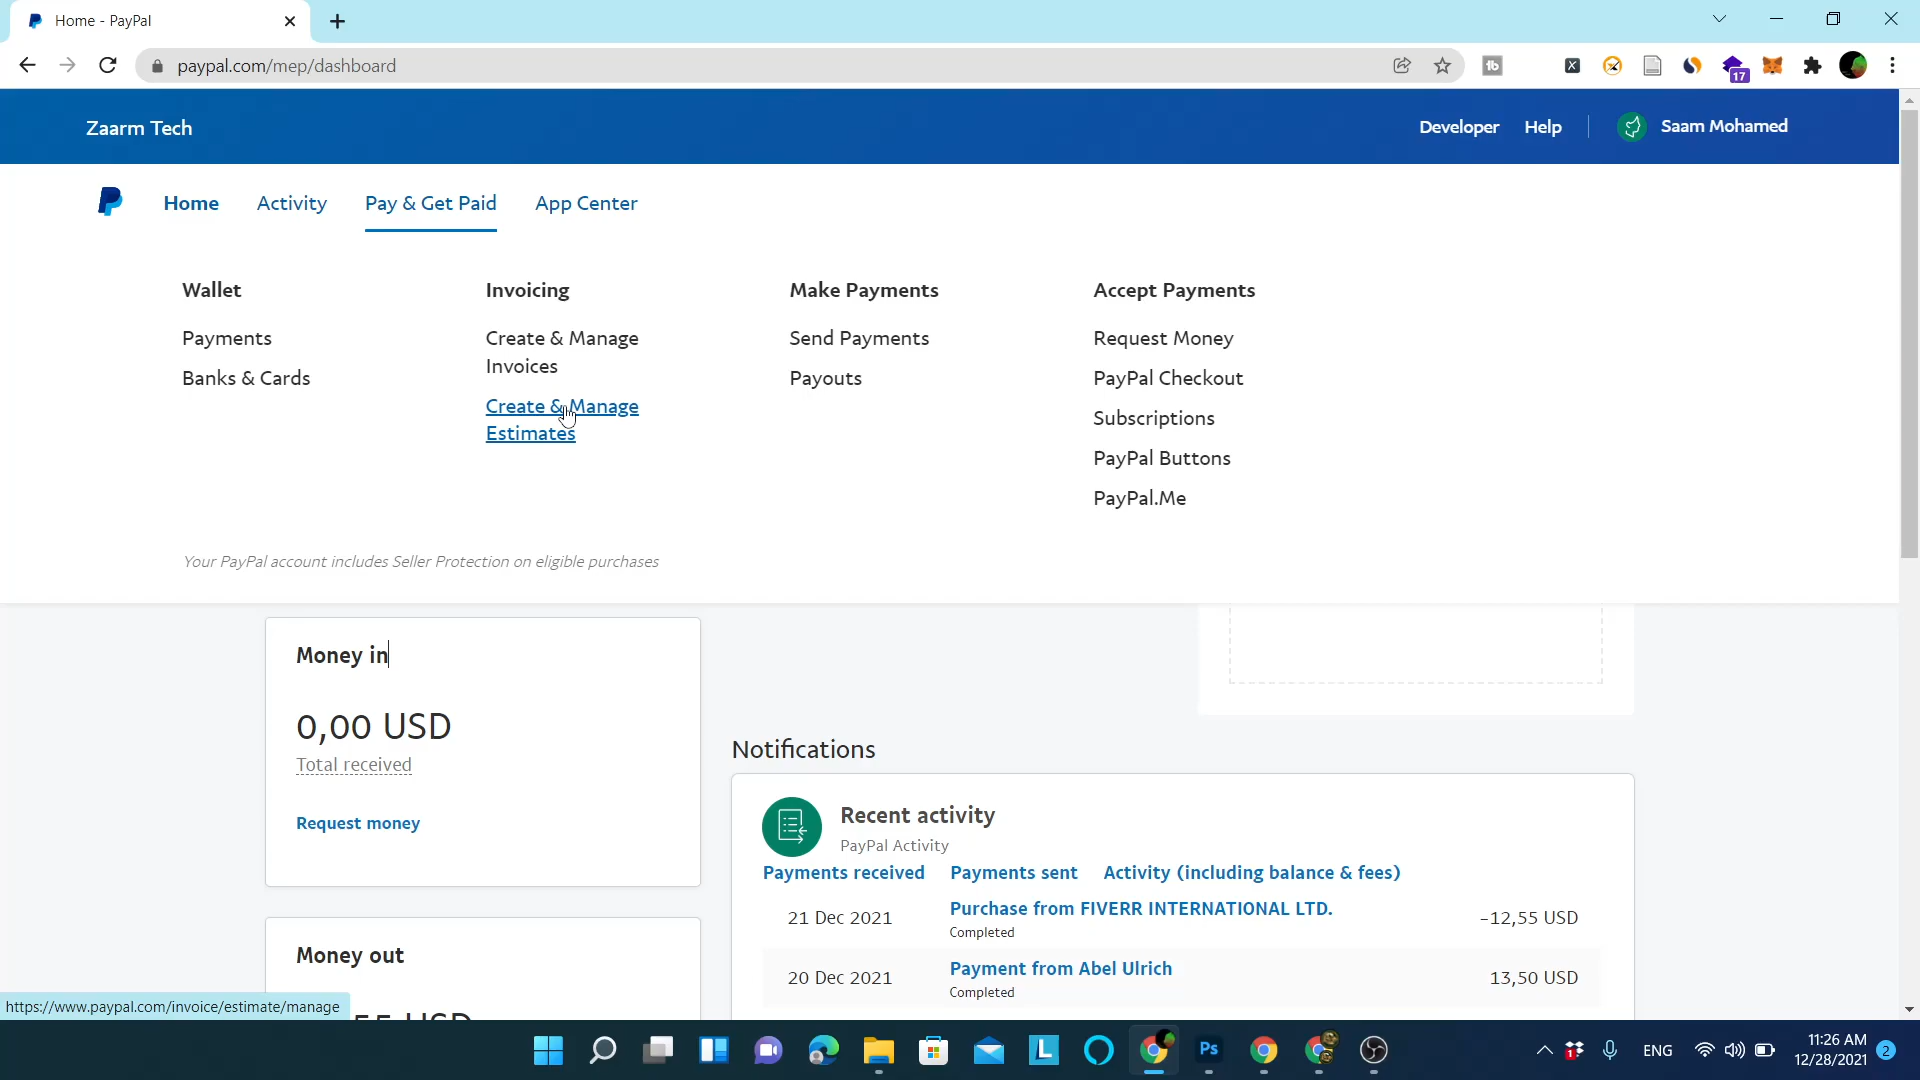 Home - PayPal
paypal.com/mep/dashboard
17
Zaarm Tech
Developer
Help
Saam Mohamed
Home
Activity
Pay & Get Paid
App Center
Wallet
Payments
Banks & Cards
Invoicing
Create & Manage
Invoices
Create & Manage
Estimates
Make Payments
Send Payments
Payouts
Accept Payments
Request Money
PayPal Checkout
Subscriptions
PayPal Buttons
PayPal.Me
Your PayPal account includes Seller Protection on eligible purchases
Money in
0,00 USD
Total received
Request money
Money out
Notifications
Recent activity
PayPal Activity
Payments received
Payments sent
Activity (including balance & fees)
21 Dec 2021
Purchase from FIVERR INTERNATIONAL LTD.
Completed
-12,55 USD
20 Dec 2021
Payment from Abel Ulrich
Completed
13,50 USD
https://www.paypal.com/invoice/estimate/manage
L
Ps
1
ENG
11:26 AM
12/28/2021
2